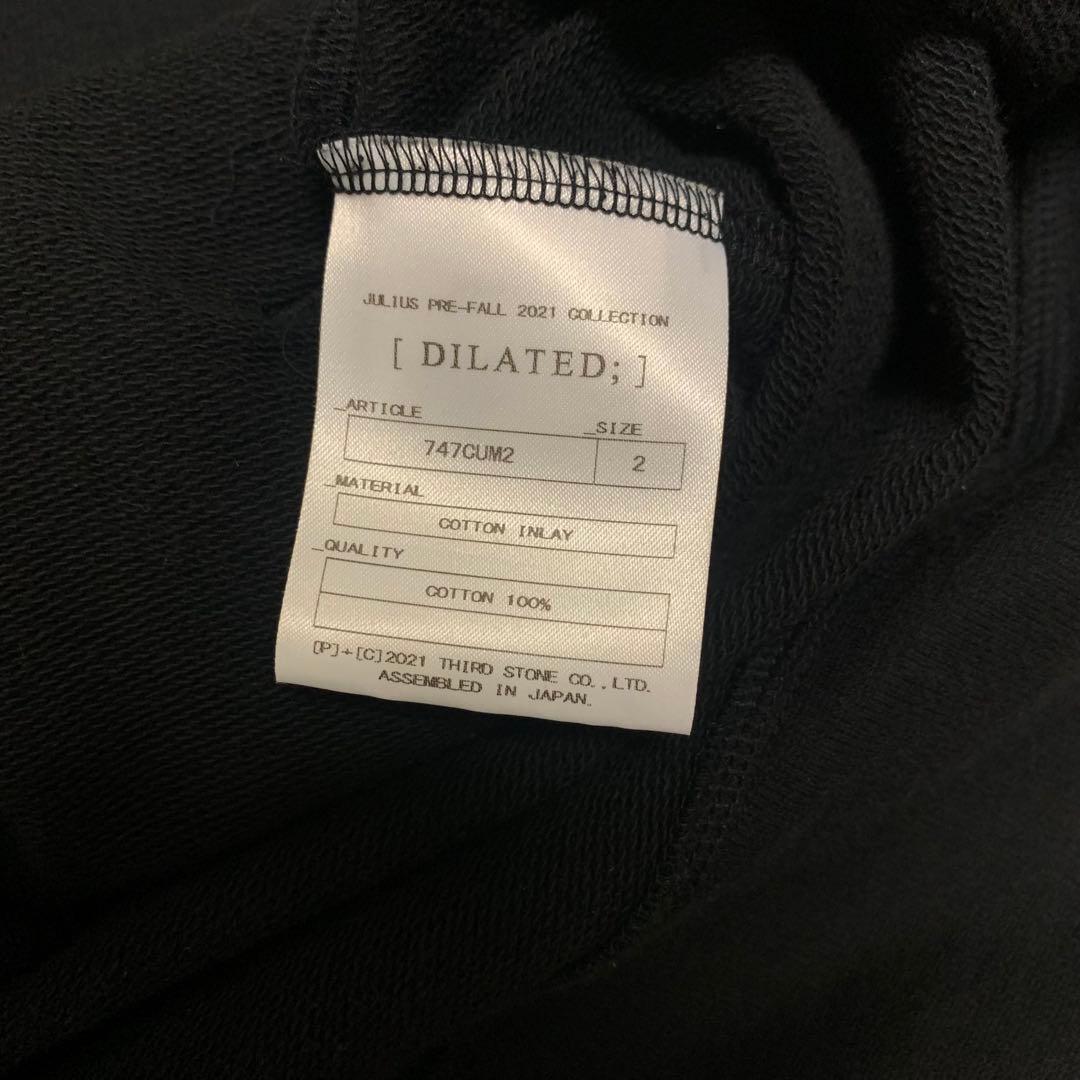 JULIUS PRE-FALL 2021 COLLECTION
[ DILATED; ]
_ARTICLE
_SIZE
747CUM2
2
_MATERIAL
COTTON INLAY
_QUALITY
COTTON 100%
[P]+[C]2021 THIRD STONE CO.,LTD.
ASSEMBLED IN JAPAN.